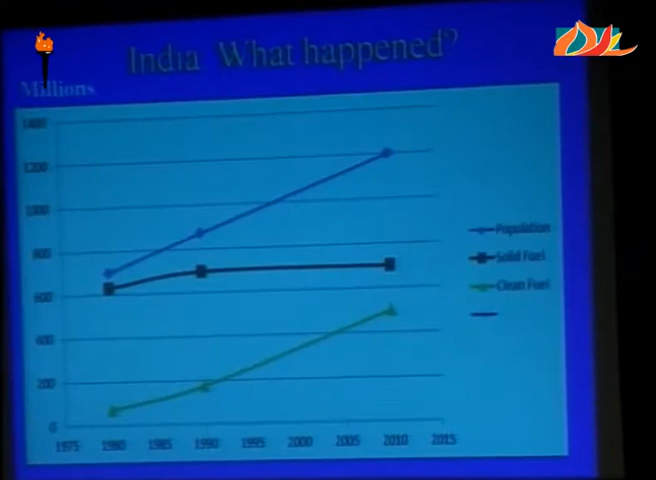 India What happened?
Millions
1400
1200
1000
800
600
400
200
0
1975 1980 1985 1990 1995 2000 2005 2010 2015
Population
Solid Fuel
Clean Fuel